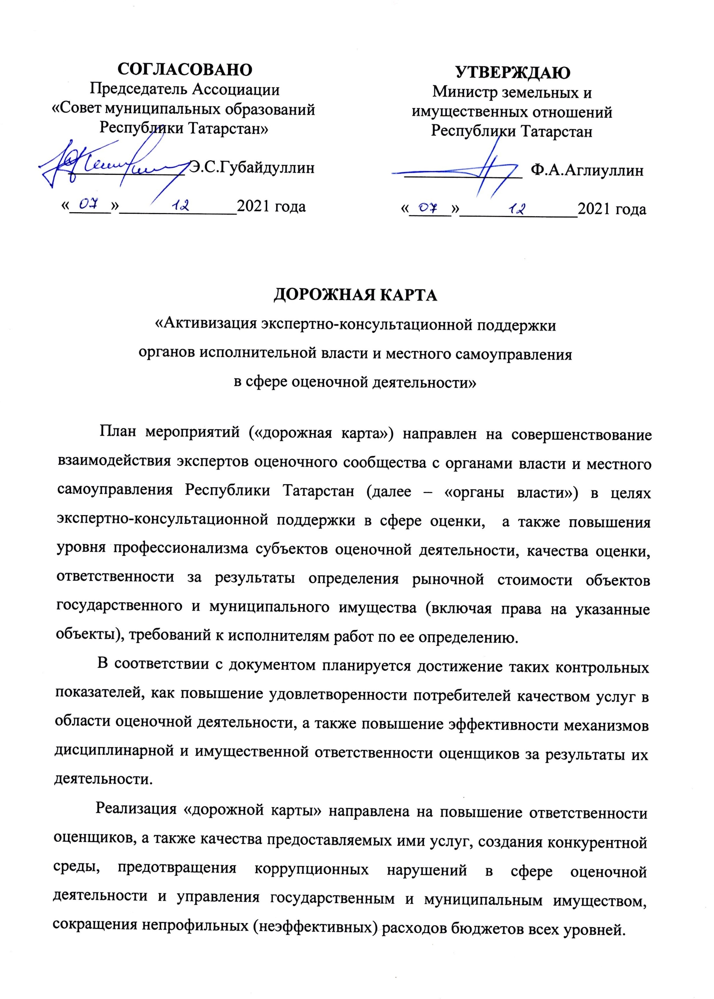 СОГЛАСОВАНО
Председатель Ассоциации
«Совет муниципальных образований
Республики Татарстан»
Э.С.Губайдуллин
«07» 12 2021 года
УТВЕРЖДАЮ
Министр земельных и
имущественных отношений
Республики Татарстан
Ф.А.Аглиуллин
«07» 12 2021 года
ДОРОЖНАЯ КАРТА
«Активизация экспертно-консультационной поддержки
органов исполнительной власти и местного самоуправления
в сфере оценочной деятельности»
План мероприятий («дорожная карта») направлен на совершенствование
взаимодействия экспертов оценочного сообщества с органами власти и местного
самоуправления Республики Татарстан (далее – «органы власти») в целях
экспертно-консультационной поддержки в сфере оценки, а также повышения
уровня профессионализма субъектов оценочной деятельности, качества оценки,
ответственности за результаты определения рыночной стоимости объектов
государственного и муниципального имущества (включая права на указанные
объекты), требований к исполнителям работ по ее определению.
В соответствии с документом планируется достижение таких контрольных
показателей, как повышение удовлетворенности потребителей качеством услуг в
области оценочной деятельности, а также повышение эффективности механизмов
дисциплинарной и имущественной ответственности оценщиков за результаты их
деятельности.
Реализация «дорожной карты» направлена на повышение ответственности
оценщиков, а также качества предоставляемых ими услуг, создания конкурентной
среды, предотвращения коррупционных нарушений в сфере оценочной
деятельности и управления государственным и муниципальным имуществом,
сокращения непрофильных (неэффективных) расходов бюджетов всех уровней.